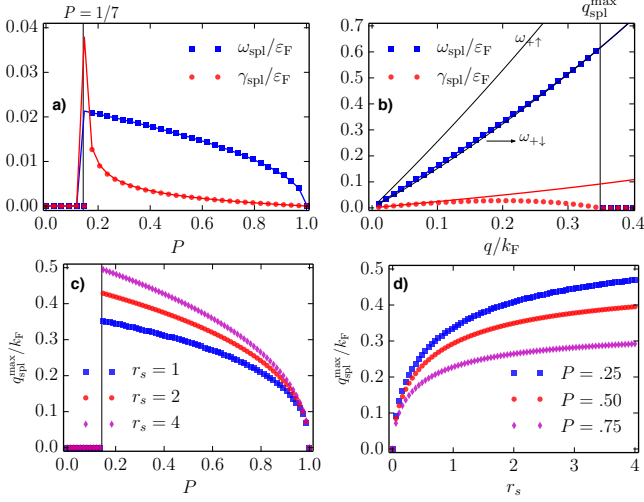 P = 1/7
0.04
0.03
0.02
0.01
0.00
a)
ω_spl/ε_F
γ_spl/ε_F
0.0 0.2 0.4 0.6 0.8 1.0
P
q_spl^max
0.7
0.6
0.5
0.4
0.3
0.2
0.1
0.0
b)
ω_spl/ε_F
γ_spl/ε_F
ω_+↑
ω_+↓
0.0 0.1 0.2 0.3 0.4
q/k_F
q_spl^max/k_F
0.5
0.4
0.3
0.2
0.1
0.0
c)
r_s = 1
r_s = 2
r_s = 4
0.0 0.2 0.4 0.6 0.8 1.0
P
q_spl^max/k_F
0.5
0.4
0.3
0.2
0.1
0.0
d)
P = .25
P = .50
P = .75
0 1 2 3 4
r_s